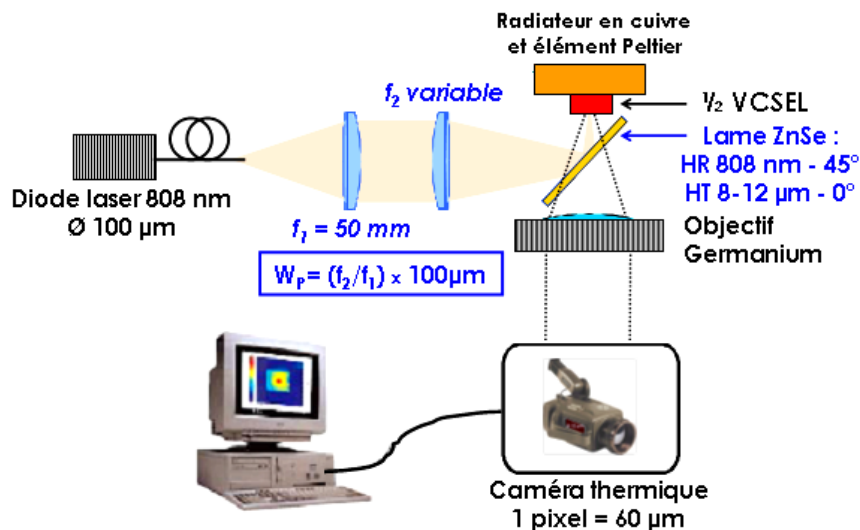 Radiateur en cuivre
et élément Peltier
f₂ variable
½ VCSEL
Lame ZnSe :
HR 808 nm - 45°
HT 8-12 µm - 0°
Diode laser 808 nm
Ø 100 µm
f₁ = 50 mm
Objectif
Germanium
Wₚ= (f₂/f₁) × 100µm
Caméra thermique
1 pixel = 60 µm